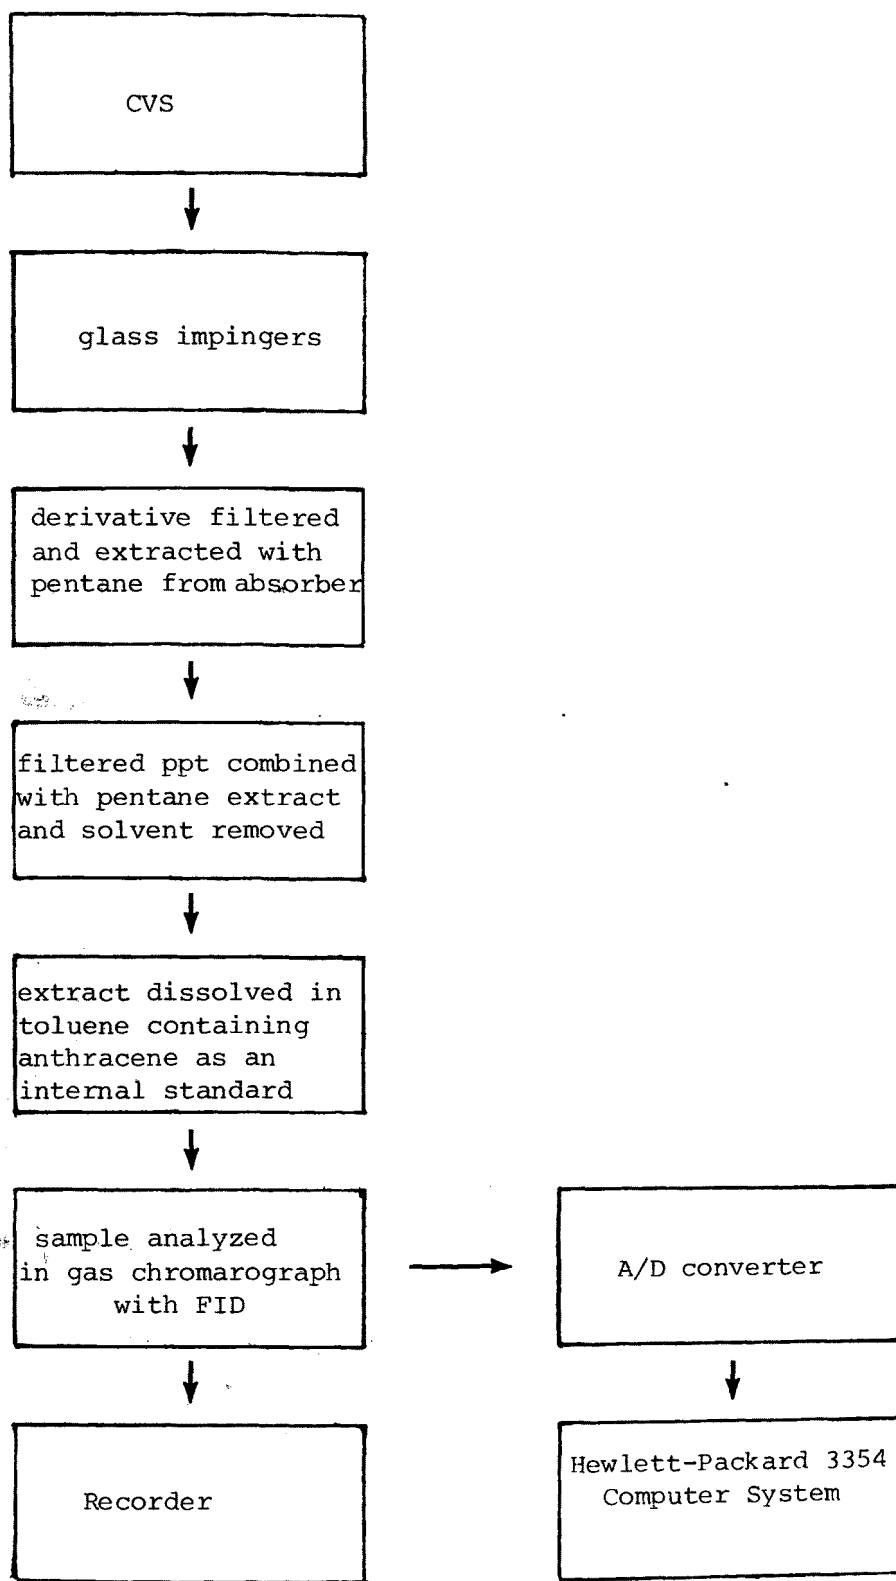 CVS
glass impingers
derivative filtered
and extracted with
pentane from absorber
filtered ppt combined
with pentane extract
and solvent removed
extract dissolved in
toluene containing
anthracene as an
internal standard
sample analyzed
in gas chromarograph
with FID
A/D converter
Recorder
Hewlett-Packard 3354
Computer System